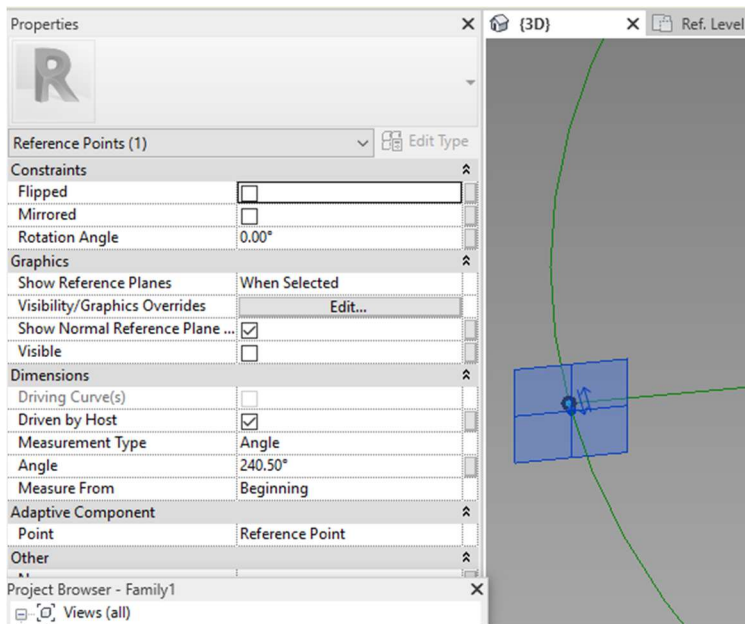 Properties
{3D}
Ref. Level
R
Reference Points (1)
Edit Type
Constraints
Flipped
Mirrored
Rotation Angle 0.00°
Graphics
Show Reference Planes When Selected
Visibility/Graphics Overrides Edit...
Show Normal Reference Plane ...
Visible
Dimensions
Driving Curve(s)
Driven by Host
Measurement Type Angle
Angle 240.50°
Measure From Beginning
Adaptive Component
Point Reference Point
Other
Project Browser - Family1
Views (all)